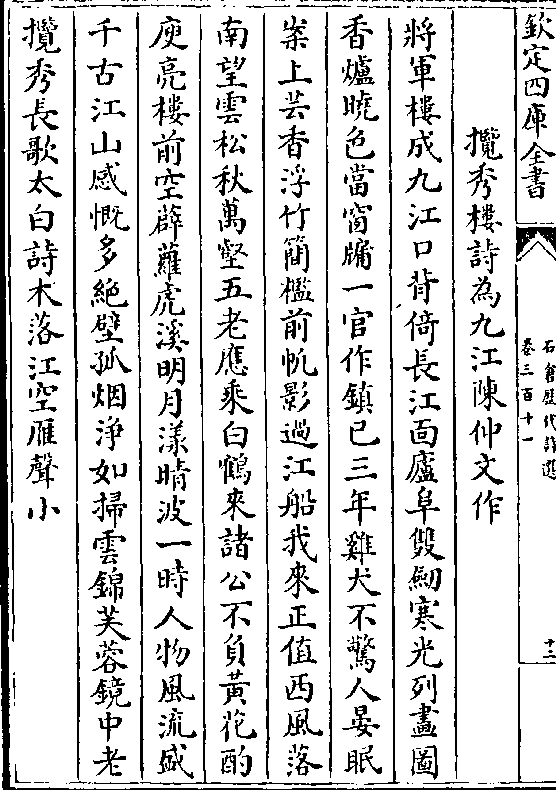 欽定四庫全書
石倉歷代詩選
卷三百十一
十二
攬秀樓詩為九江陳仲文作
將軍樓成九江口背倚長江面廬阜雙劒寒光列畫圖
香爐曉色當窗牖一官作鎮已三年雞犬不驚人晏眠
案上芸香浮竹簡檻前帆影過江船我來正值西風落
南望雲松秋萬壑五老應乘白鶴來諸公不負黃花酌
庾亮樓前空薜蘿虎溪明月漾晴波一時人物風流盛
千古江山感慨多絶壁孤烟淨如掃雲錦芙蓉鏡中老
攬秀長歌太白詩木落江空雁聲小